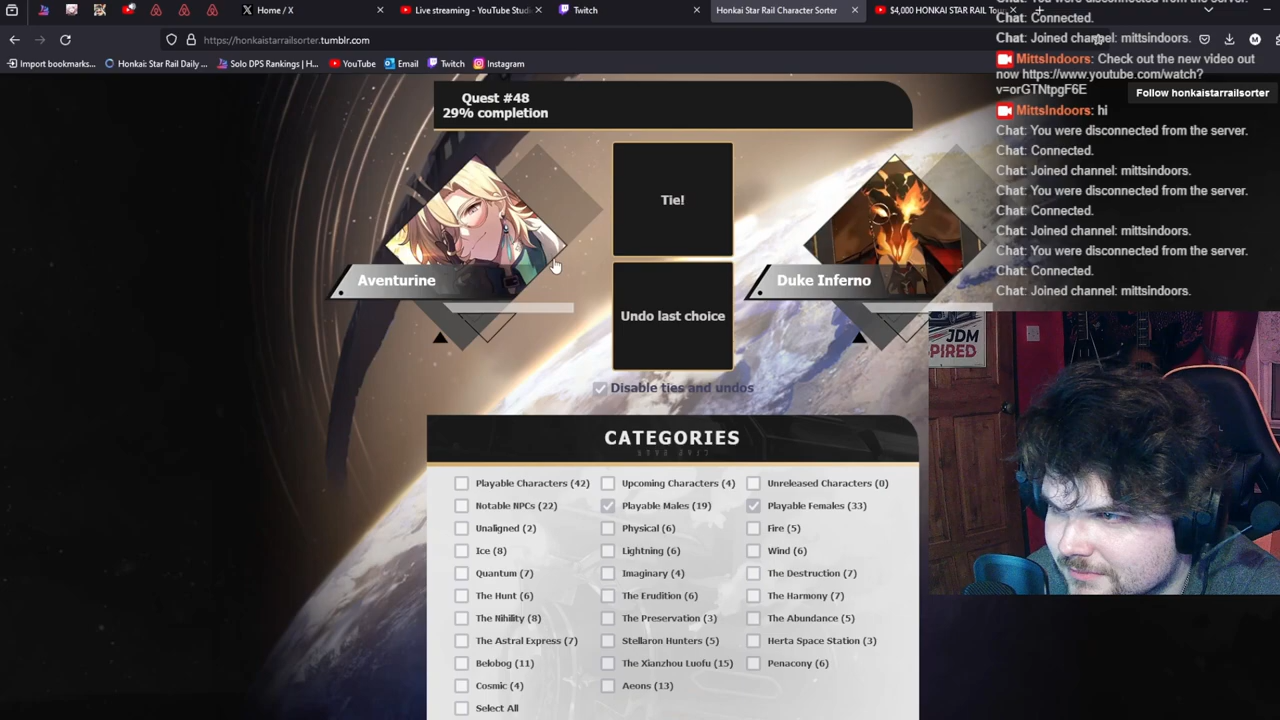 Home / X
Live streaming - YouTube Studi
Twitch
Honkai Star Rail Character Sorter
$4,000 HONKAI STAR RAIL Tour
https://honkaistarrailsorter.tumblr.com
Import bookmarks...
Honkai: Star Rail Daily ...
Solo DPS Rankings | H...
YouTube
Email
Twitch
Instagram
Chat: You were disconnected from the server.
Chat: Connected.
Chat: Joined channel: mittsindoors.
MittsIndoors: Check out the new video out
now https://www.youtube.com/watch?
v=orGTNtpgF6E
Follow honkaistarrailsorter
MittsIndoors: hi
Chat: You were disconnected from the server.
Chat: Connected.
Chat: Joined channel: mittsindoors.
Chat: You were disconnected from the server.
Chat: Connected.
Chat: Joined channel: mittsindoors.
Chat: You were disconnected from the server.
Chat: Connected.
Chat: Joined channel: mittsindoors.
Quest #48
29% completion
Aventurine
Tie!
Undo last choice
Duke Inferno
Disable ties and undos
JDM
CATEGORIES
Playable Characters (42)
Upcoming Characters (4)
Unreleased Characters (0)
Notable NPCs (22)
Playable Males (19)
Playable Females (33)
Unaligned (2)
Physical (6)
Fire (5)
Ice (8)
Lightning (6)
Wind (6)
Quantum (7)
Imaginary (4)
The Destruction (7)
The Hunt (6)
The Erudition (6)
The Harmony (7)
The Nihility (8)
The Preservation (3)
The Abundance (5)
The Astral Express (7)
Stellaron Hunters (5)
Herta Space Station (3)
Belobog (11)
The Xianzhou Luofu (15)
Penacony (6)
Cosmic (4)
Aeons (13)
Select All